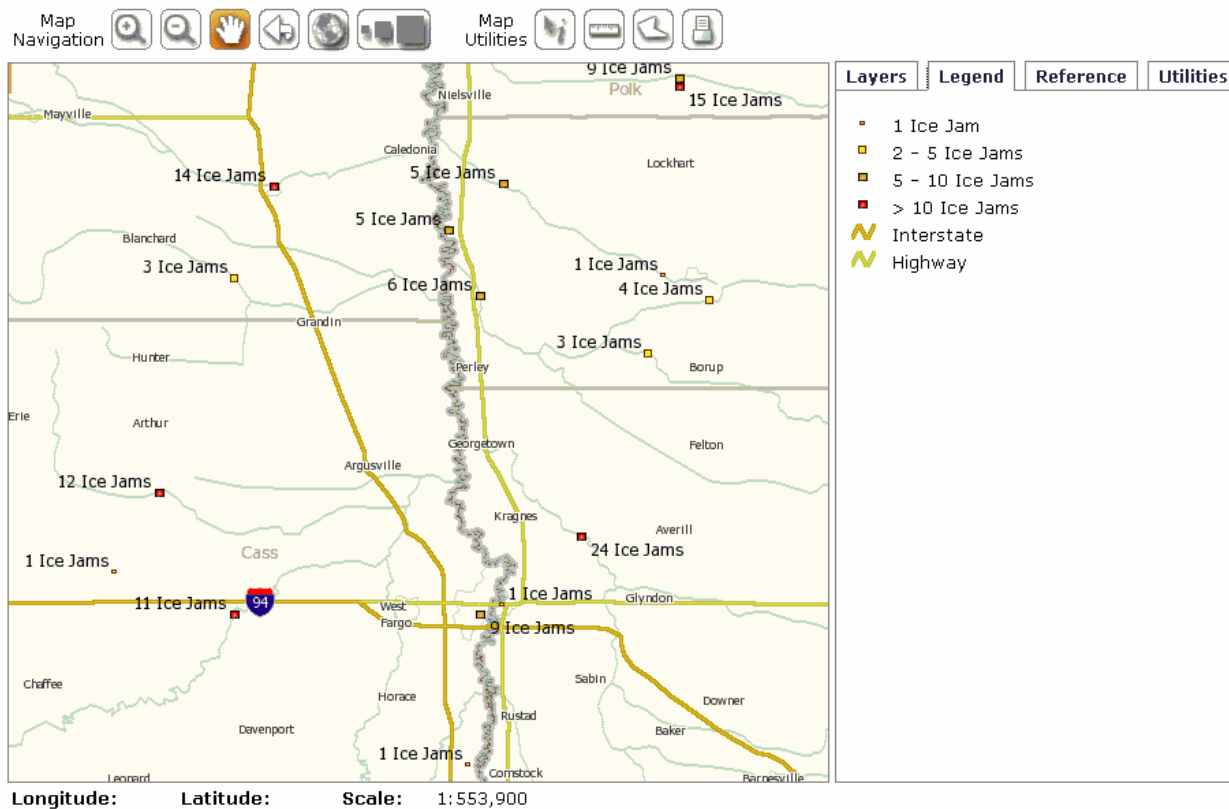 Map Navigation
Map Utilities
Layers
Legend
Reference
Utilities
1 Ice Jam
2 - 5 Ice Jams
5 - 10 Ice Jams
> 10 Ice Jams
Interstate
Highway
9 Ice Jams
Polk
15 Ice Jams
Nielsville
Mayville
Caledonia
Lockhart
14 Ice Jams
5 Ice Jams
5 Ice Jams
Blanchard
3 Ice Jams
1 Ice Jams
6 Ice Jams
4 Ice Jams
Grandin
3 Ice Jams
Hunter
Perley
Borup
Erie
Arthur
Georgetown
Felton
Argusville
12 Ice Jams
Kragnes
Averill
24 Ice Jams
Cass
1 Ice Jams
1 Ice Jams
Glyndon
94
11 Ice Jams
West Fargo
9 Ice Jams
Chaffee
Sabin
Horace
Downer
Rustad
Davenport
Baker
1 Ice Jams
Comstock
Leonard
Barnesville
Longitude: Latitude: Scale: 1:553,900